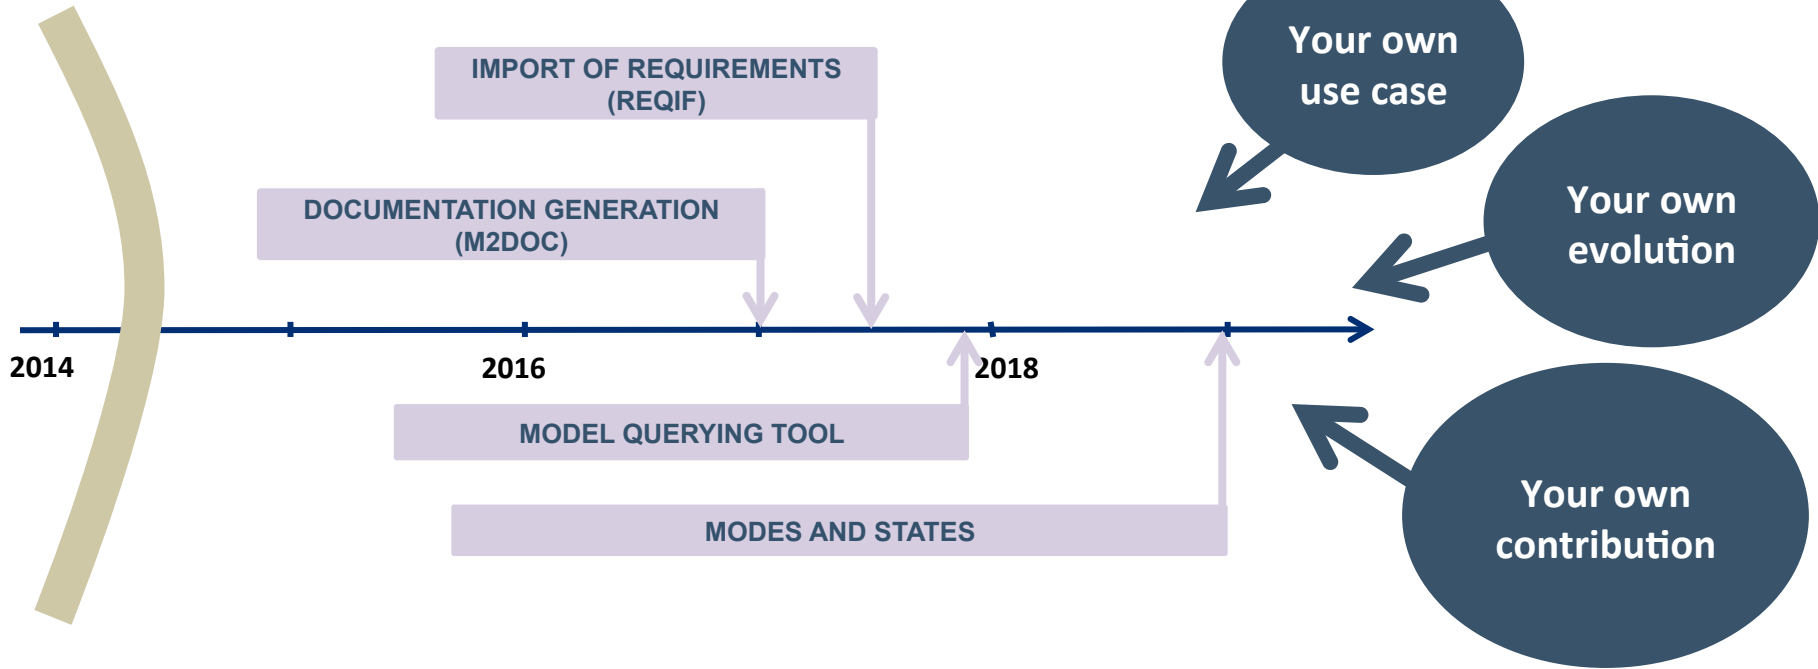 Your own
use case
IMPORT OF REQUIREMENTS
(REQIF)
DOCUMENTATION GENERATION
(M2DOC)
Your own
evolution
2014
2016
2018
MODEL QUERYING TOOL
MODES AND STATES
Your own
contribution